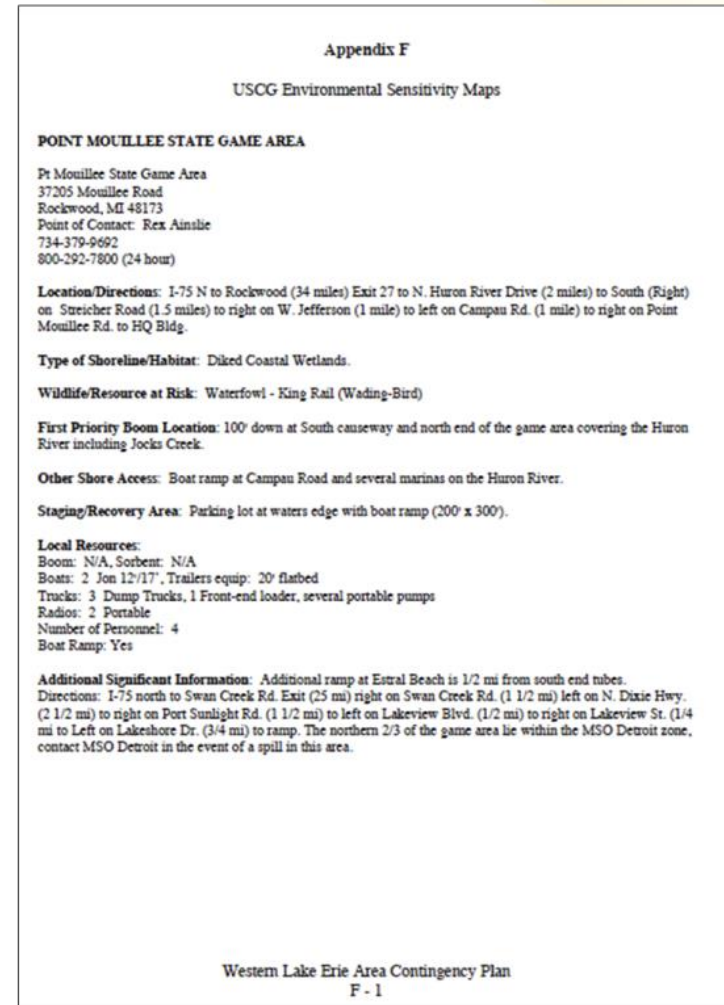 Appendix F
USCG Environmental Sensitivity Maps
POINT MOUILLEE STATE GAME AREA
Pt Mouillee State Game Area
37205 Mouillee Road
Rockwood, MI 48173
Point of Contact: Rex Ainslie
734-379-9692
800-292-7800 (24 hour)
Location/Directions: I-75 N to Rockwood (34 miles) Exit 27 to N. Huron River Drive (2 miles) to South (Right)
on Streicher Road (1.5 miles) to right on W. Jefferson (1 mile) to left on Campau Rd. (1 mile) to right on Point
Mouillee Rd. to HQ Bldg.
Type of Shoreline/Habitat: Diked Coastal Wetlands.
Wildlife/Resource at Risk: Waterfowl - King Rail (Wading-Bird)
First Priority Boom Location: 100' down at South causeway and north end of the game area covering the Huron
River including Jocks Creek.
Other Shore Access: Boat ramp at Campau Road and several marinas on the Huron River.
Staging/Recovery Area: Parking lot at waters edge with boat ramp (200' x 300').
Local Resources:
Boom: N/A, Sorbent: N/A
Boats: 2 Jon 12'/17', Trailers equip: 20' flatbed
Trucks: 3 Dump Trucks, 1 Front-end loader, several portable pumps
Radios: 2 Portable
Number of Personnel: 4
Boat Ramp: Yes
Additional Significant Information: Additional ramp at Estral Beach is 1/2 mi from south end tubes.
Directions: I-75 north to Swan Creek Rd. Exit (25 mi) right on Swan Creek Rd. (1 1/2 mi) left on N. Dixie Hwy.
(2 1/2 mi) to right on Port Sunlight Rd. (1 1/2 mi) to left on Lakeview Blvd. (1/2 mi) to right on Lakeview St. (1/4
mi to Left on Lakeshore Dr. (3/4 mi) to ramp. The northern 2/3 of the game area lie within the MSO Detroit zone,
contact MSO Detroit in the event of a spill in this area.
Western Lake Erie Area Contingency Plan
F - 1